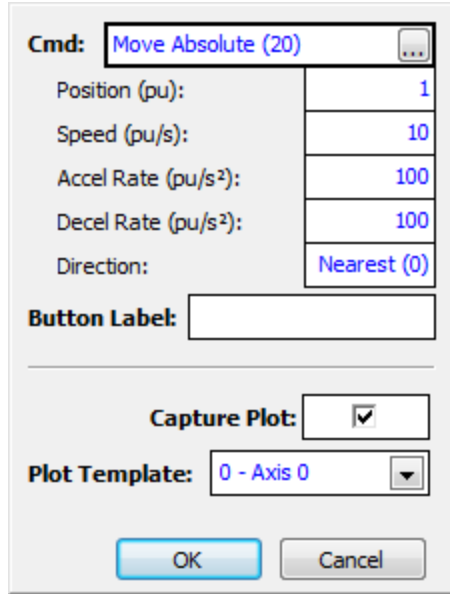 Cmd: Move Absolute (20) ...
Position (pu): 1
Speed (pu/s): 10
Accel Rate (pu/s²): 100
Decel Rate (pu/s²): 100
Direction: Nearest (0)
Button Label:
Capture Plot:
Plot Template: 0 - Axis 0
OK Cancel